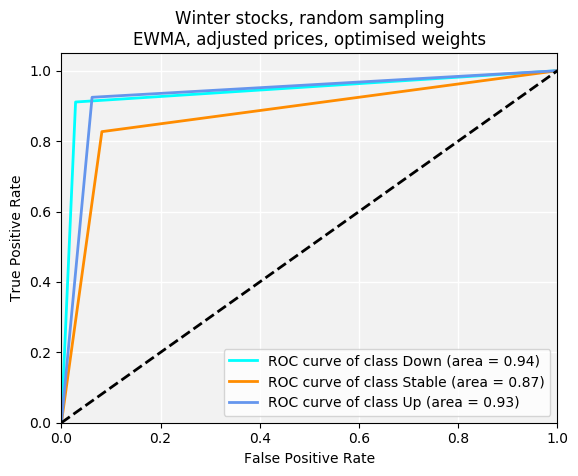 Winter stocks, random sampling
EWMA, adjusted prices, optimised weights
1.0
0.8
0.6
0.4
0.2
0.0
True Positive Rate
ROC curve of class Down (area = 0.94)
ROC curve of class Stable (area = 0.87)
ROC curve of class Up (area = 0.93)
0.0 0.2 0.4 0.6 0.8 1.0
False Positive Rate